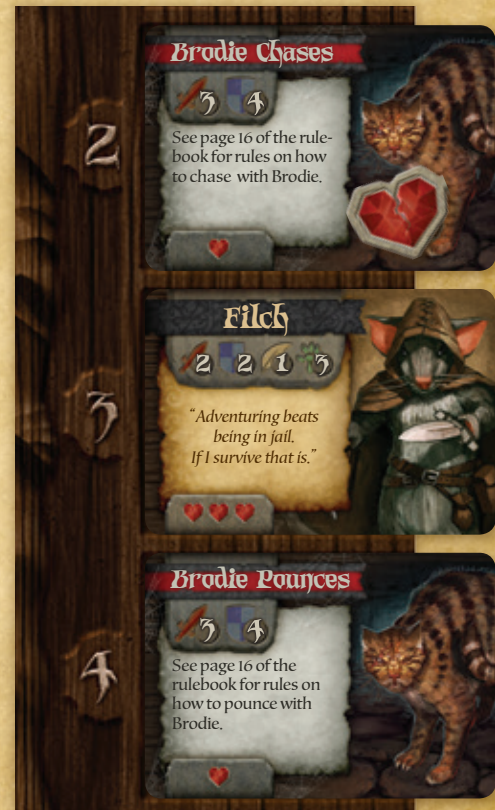 2
Brodie Chases
3 4
See page 16 of the rule-
book for rules on how
to chase with Brodie.
3
Filch
2 2 1 3
“Adventuring beats
being in jail.
If I survive that is.”
4
Brodie Pounces
3 4
See page 16 of the
rulebook for rules on
how to pounce with
Brodie.